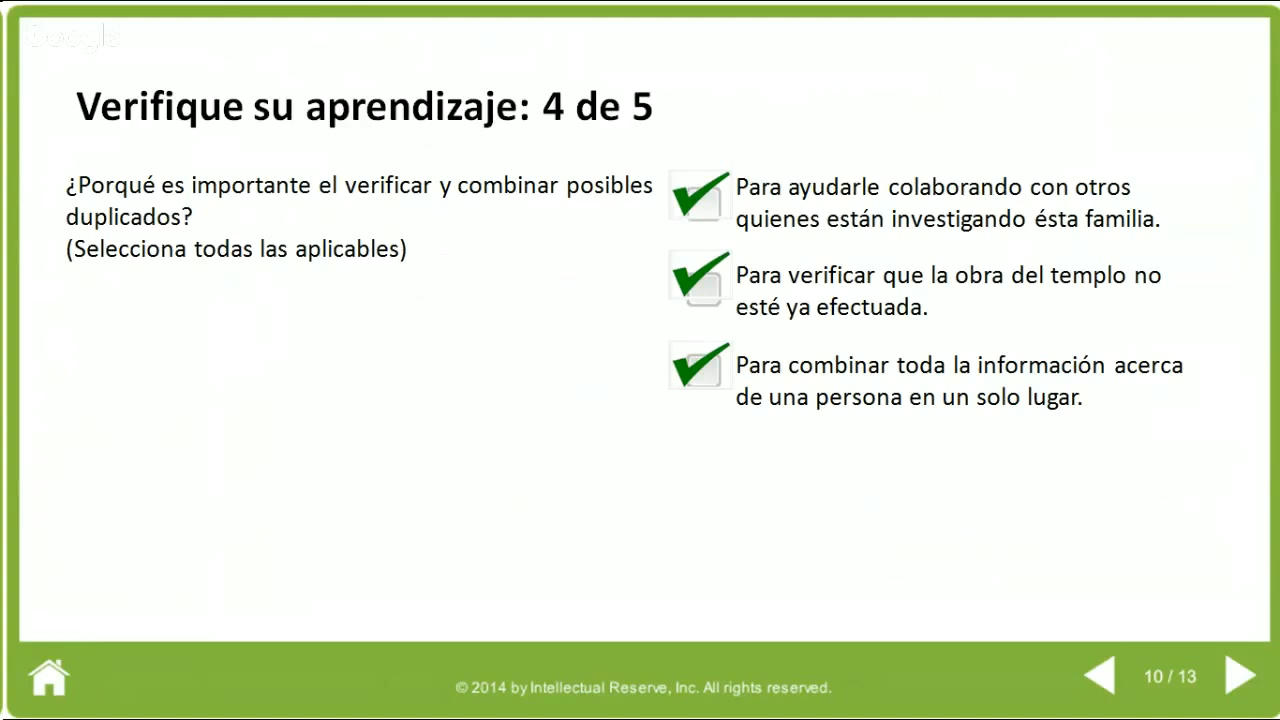 Google
Verifique su aprendizaje: 4 de 5
¿Porqué es importante el verificar y combinar posibles
duplicados?
(Selecciona todas las aplicables)
Para ayudarle colaborando con otros
quienes están investigando ésta familia.
Para verificar que la obra del templo no
esté ya efectuada.
Para combinar toda la información acerca
de una persona en un solo lugar.
© 2014 by Intellectual Reserve, Inc. All rights reserved.
10 / 13